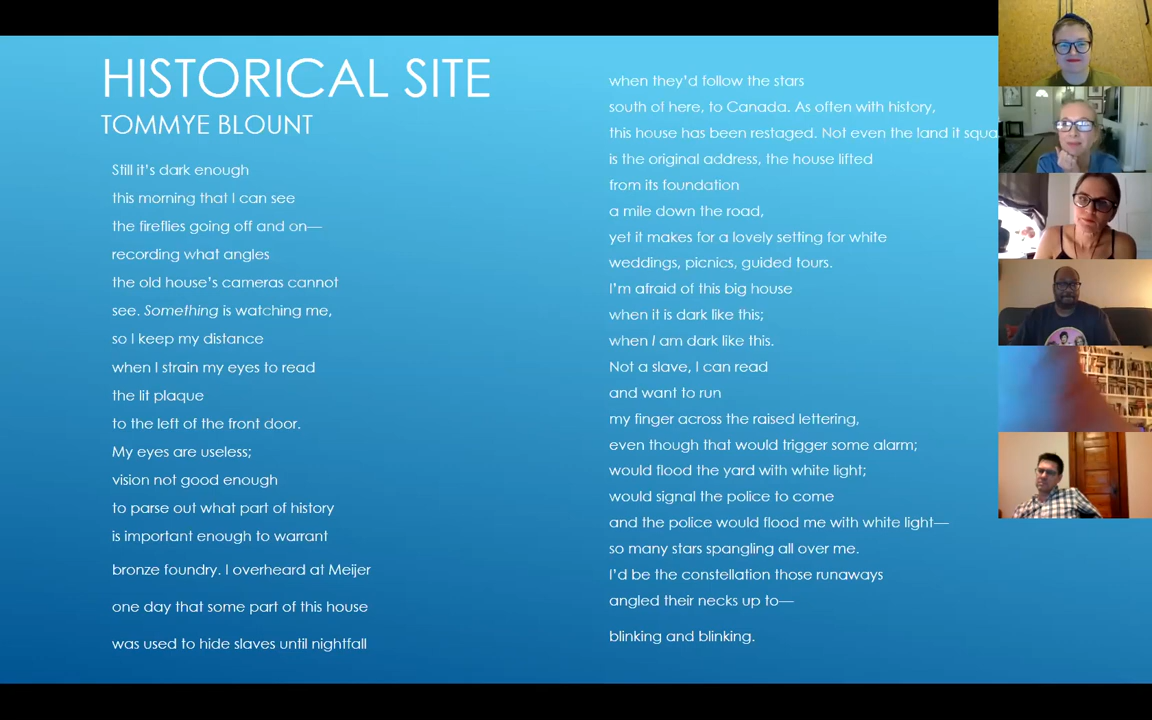 HISTORICAL SITE
TOMMYE BLOUNT
Still it's dark enough
this morning that I can see
the fireflies going off and on—
recording what angles
the old house's cameras cannot
see. Something is watching me,
so I keep my distance
when I strain my eyes to read
the lit plaque
to the left of the front door.
My eyes are useless;
vision not good enough
to parse out what part of history
is important enough to warrant
bronze foundry. I overheard at Meijer
one day that some part of this house
was used to hide slaves until nightfall
when they'd follow the stars
south of here, to Canada. As often with history,
this house has been restaged. Not even the land it
is the original address, the house lifted
from its foundation
a mile down the road,
yet it makes for a lovely setting for white
weddings, picnics, guided tours.
I'm afraid of this big house
when it is dark like this;
when I am dark like this.
Not a slave, I can read
and want to run
my finger across the raised lettering,
even though that would trigger some alarm;
would flood the yard with white light;
would signal the police to come
and the police would flood me with white light—
so many stars spangling all over me.
I'd be the constellation those runaways
angled their necks up to—
blinking and blinking.